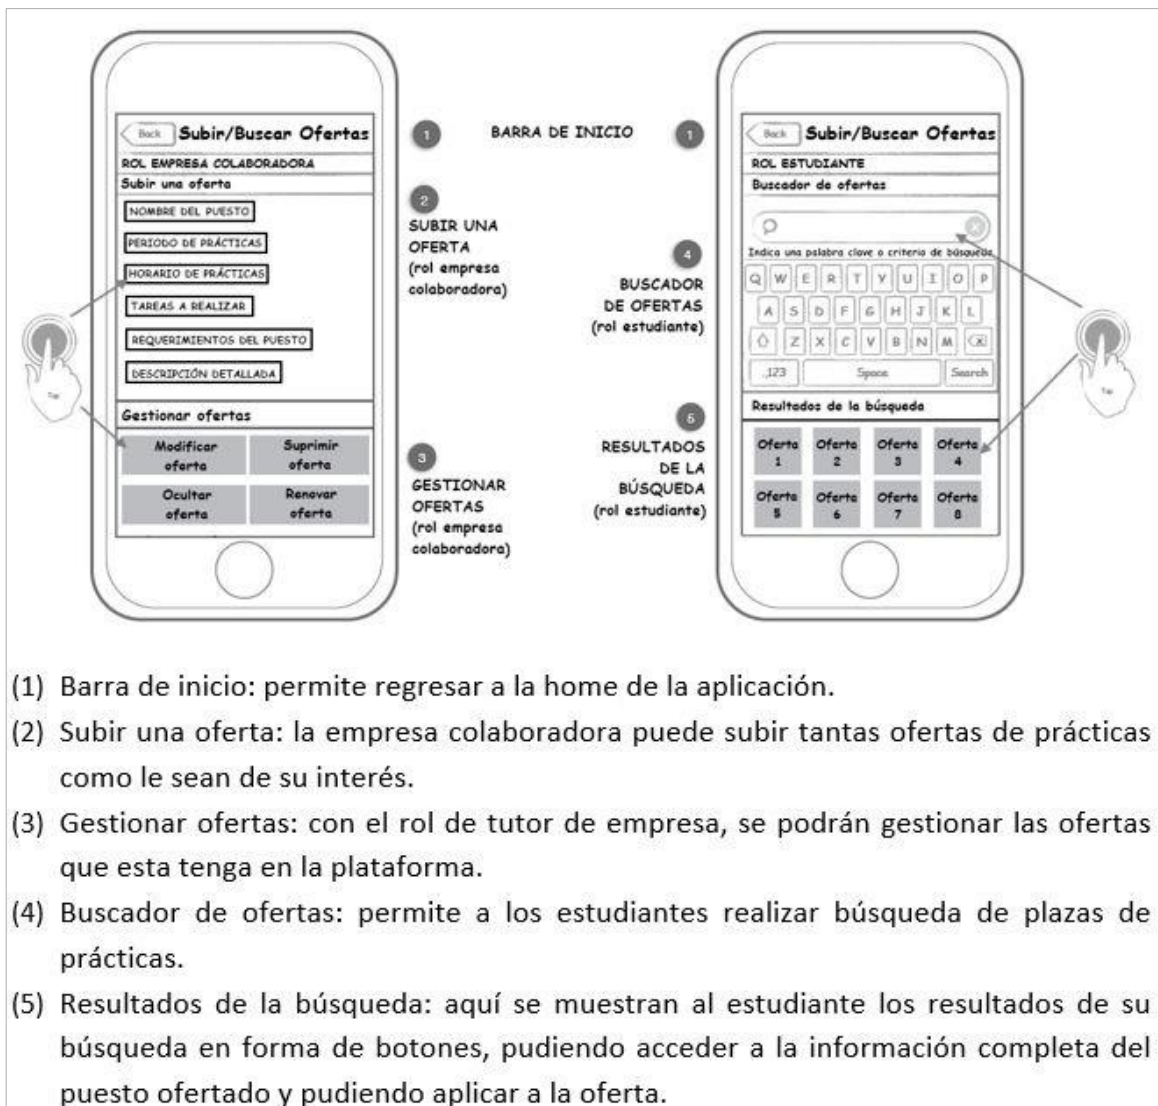 Back Subir/Buscar Ofertas
ROL EMPRESA COLABORADORA
Subir una oferta
NOMBRE DEL PUESTO
PERIODO DE PRÁCTICAS
HORARIO DE PRÁCTICAS
TAREAS A REALIZAR
REQUERIMIENTOS DEL PUESTO
DESCRIPCIÓN DETALLADA
Gestionar ofertas
Modificar
oferta
Suprimir
oferta
Ocultar
oferta
Renovar
oferta
Tap
1 BARRA DE INICIO 1
2
SUBIR UNA
OFERTA
(rol empresa
colaboradora)
3
GESTIONAR
OFERTAS
(rol empresa
colaboradora)
4
BUSCADOR
DE OFERTAS
(rol estudiante)
5
RESULTADOS
DE LA
BÚSQUEDA
(rol estudiante)
Back Subir/Buscar Ofertas
ROL ESTUDIANTE
Buscador de ofertas
Indica una palabra clave o criterio de búsqueda
Q W E R T Y U I O P
A S D F G H J K L
Z X C V B N M
.,123 Space Search
Resultados de la búsqueda
Oferta
1
Oferta
2
Oferta
3
Oferta
4
Oferta
5
Oferta
6
Oferta
7
Oferta
8
Tap
(1) Barra de inicio: permite regresar a la home de la aplicación.
(2) Subir una oferta: la empresa colaboradora puede subir tantas ofertas de prácticas
como le sean de su interés.
(3) Gestionar ofertas: con el rol de tutor de empresa, se podrán gestionar las ofertas
que esta tenga en la plataforma.
(4) Buscador de ofertas: permite a los estudiantes realizar búsqueda de plazas de
prácticas.
(5) Resultados de la búsqueda: aquí se muestran al estudiante los resultados de su
búsqueda en forma de botones, pudiendo acceder a la información completa del
puesto ofertado y pudiendo aplicar a la oferta.